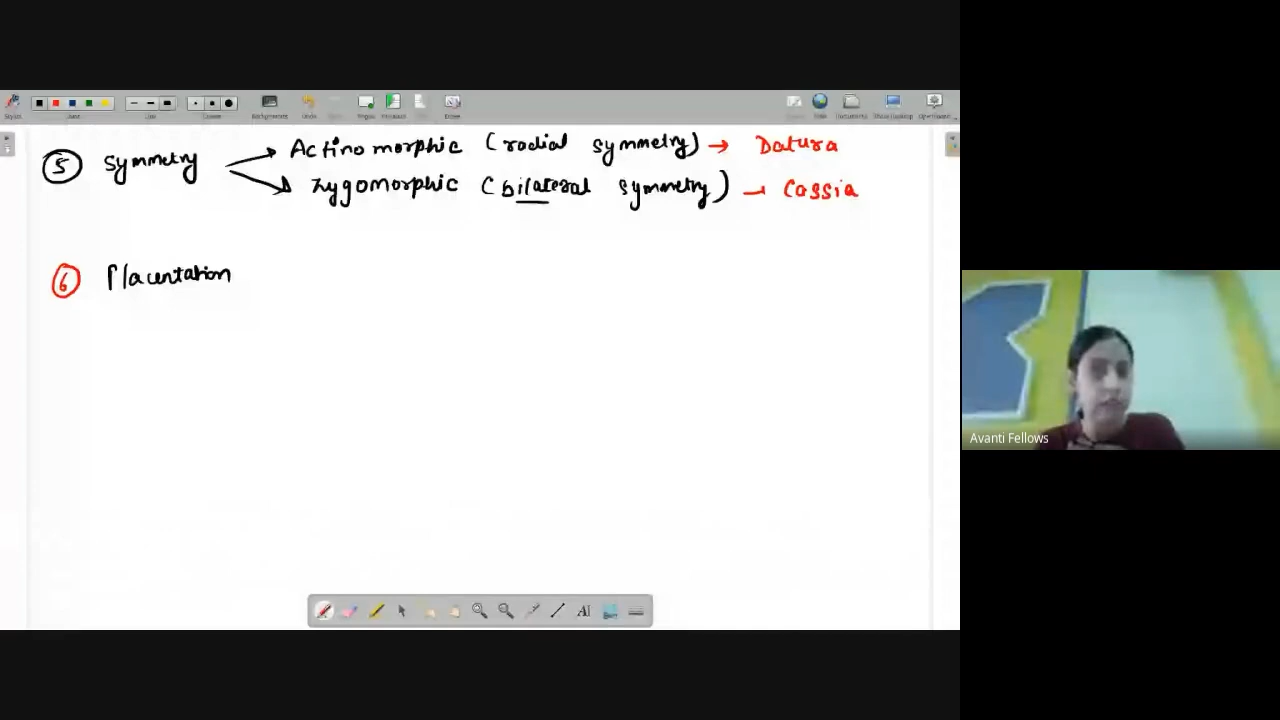 ⑤ Symmetry Actinomorphic (radial symmetry) → Datura
Zygomorphic (bilateral symmetry) → Cassia
⑥ Placentation
Avanti Fellows